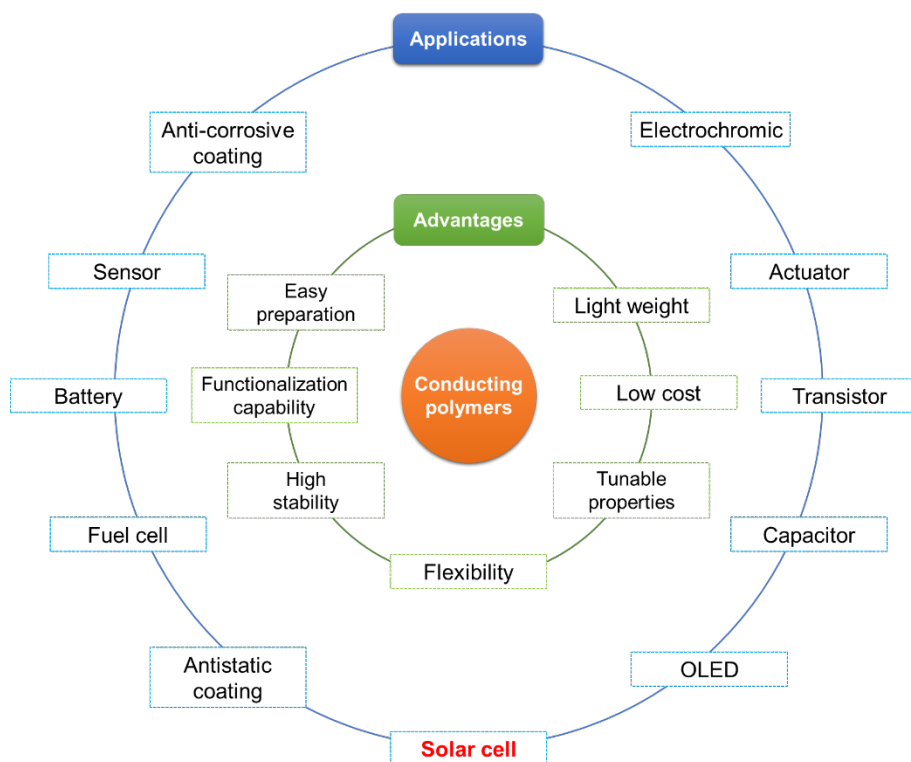 Applications
Anti-corrosive
coating
Electrochromic
Advantages
Sensor
Actuator
Easy
preparation
Light weight
Conducting
polymers
Functionalization
capability
Low cost
Battery
Transistor
High
stability
Tunable
properties
Fuel cell
Capacitor
Flexibility
Antistatic
coating
OLED
Solar cell